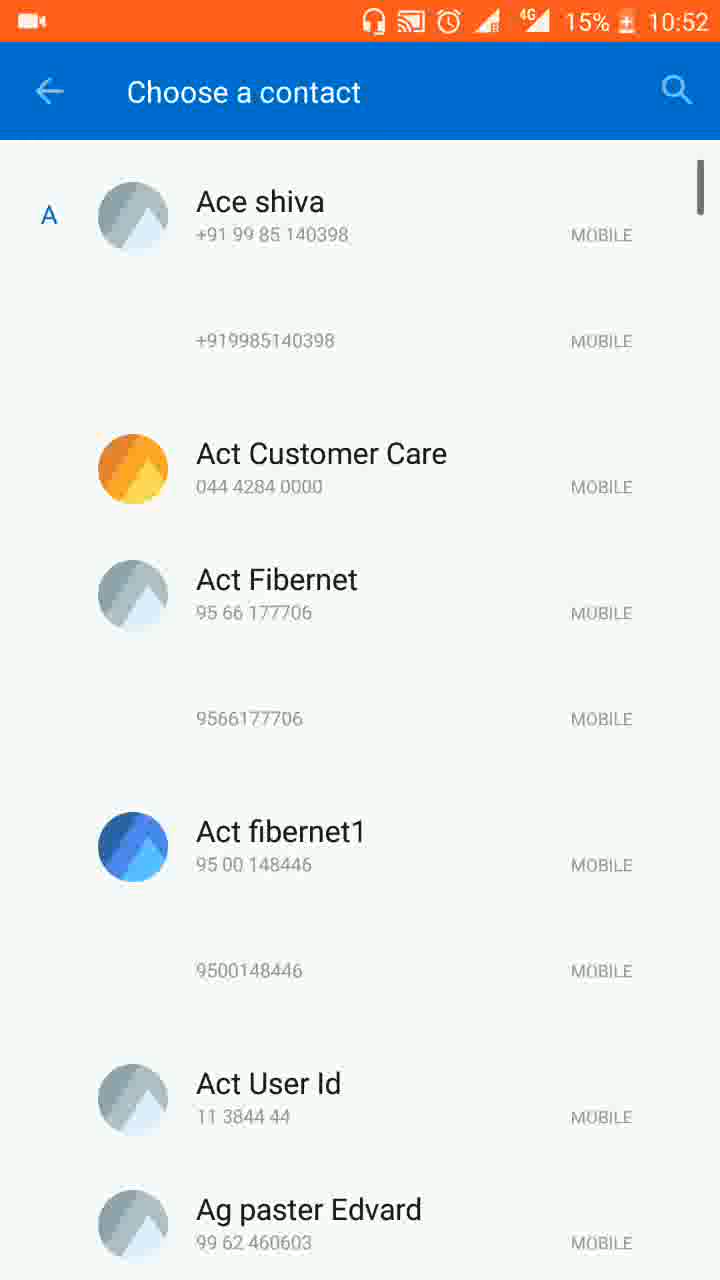 4G 15% 10:52
Choose a contact
A
Ace shiva
+91 99 85 140398 MOBILE
+919985140398 MOBILE
Act Customer Care
044 4284 0000 MOBILE
Act Fibernet
95 66 177706 MOBILE
9566177706 MOBILE
Act fibernet1
95 00 148446 MOBILE
9500148446 MOBILE
Act User Id
11 3844 44 MOBILE
Ag paster Edvard
99 62 460603 MOBILE